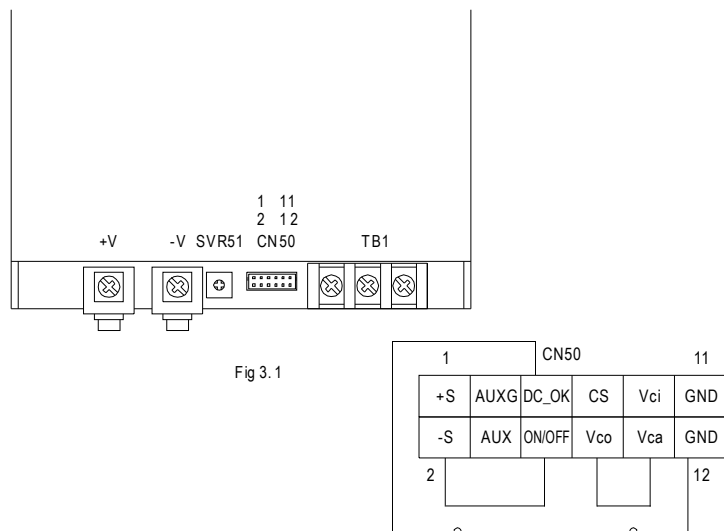 1 11
2 12
+V -V SVR51 CN50 TB1
Fig 3.1
CN50
1 11
+S AUXG DC_OK CS Vci GND
-S AUX ON/OFF Vco Vca GND
2 12